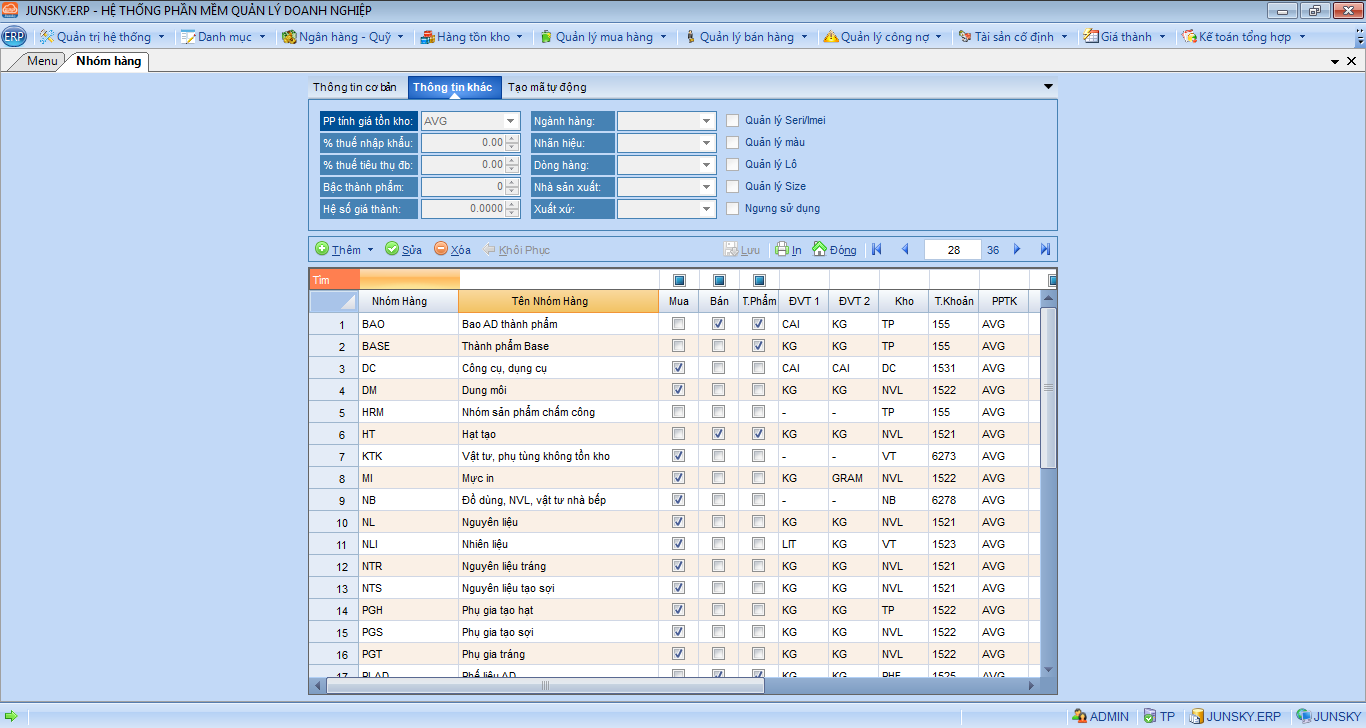 JUNSKY.ERP - HỆ THỐNG PHẦN MỀM QUẢN LÝ DOANH NGHIỆP
ERP Quản trị hệ thống Danh mục Ngân hàng - Quỹ Hàng tồn kho Quản lý mua hàng Quản lý bán hàng Quản lý công nợ Tài sản cố định Giá thành Kế toán tổng hợp
Menu Nhóm hàng
Thông tin cơ bản Thông tin khác Tạo mã tự động
PP tính giá tồn kho: AVG Ngành hàng: Quản lý Seri/Imei
% thuế nhập khẩu: 0.00 Nhãn hiệu: Quản lý màu
% thuế tiêu thụ đb: 0.00 Dòng hàng: Quản lý Lô
Bậc thành phẩm: 0 Nhà sản xuất: Quản lý Size
Hệ số giá thành: 0.0000 Xuất xứ: Ngưng sử dụng
Thêm Sửa Xóa Khôi Phục Lưu In Đóng 28 36
Tìm
Nhóm Hàng Tên Nhóm Hàng Mua Bán T.Phẩm ĐVT 1 ĐVT 2 Kho T.Khoản PPTK
1 BAO Bao AD thành phẩm CAI KG TP 155 AVG
2 BASE Thành phẩm Base KG KG TP 155 AVG
3 DC Công cụ, dụng cụ CAI CAI DC 1531 AVG
4 DM Dung môi KG KG NVL 1522 AVG
5 HRM Nhóm sản phẩm chấm công - - TP 155 AVG
6 HT Hạt tạo KG KG NVL 1521 AVG
7 KTK Vật tư, phụ tùng không tồn kho - - VT 6273 AVG
8 MI Mực in KG GRAM NVL 1522 AVG
9 NB Đồ dùng, NVL, vật tư nhà bếp - - NB 6278 AVG
10 NL Nguyên liệu KG KG NVL 1521 AVG
11 NLI Nhiên liệu LIT KG VT 1523 AVG
12 NTR Nguyên liệu tráng KG KG NVL 1521 AVG
13 NTS Nguyên liệu tạo sợi KG KG NVL 1521 AVG
14 PGH Phụ gia tạo hạt KG KG TP 1522 AVG
15 PGS Phụ gia tạo sợi KG KG NVL 1522 AVG
16 PGT Phụ gia tráng KG KG NVL 1522 AVG
17 PLAD Phế liệu AD KG KG PHE 1525 AVG
ADMIN TP JUNSKY.ERP JUNSKY